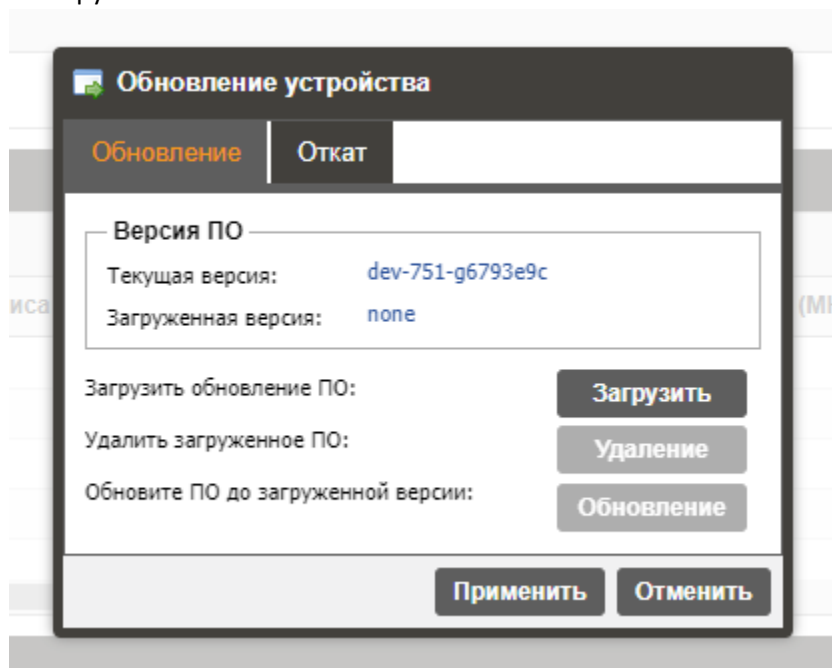 Обновление устройства
Обновление Откат
Версия ПО
Текущая версия: dev-751-g6793e9c
Загруженная версия: none
Загрузить обновление ПО: Загрузить
Удалить загруженное ПО: Удаление
Обновите ПО до загруженной версии: Обновление
Применить Отменить